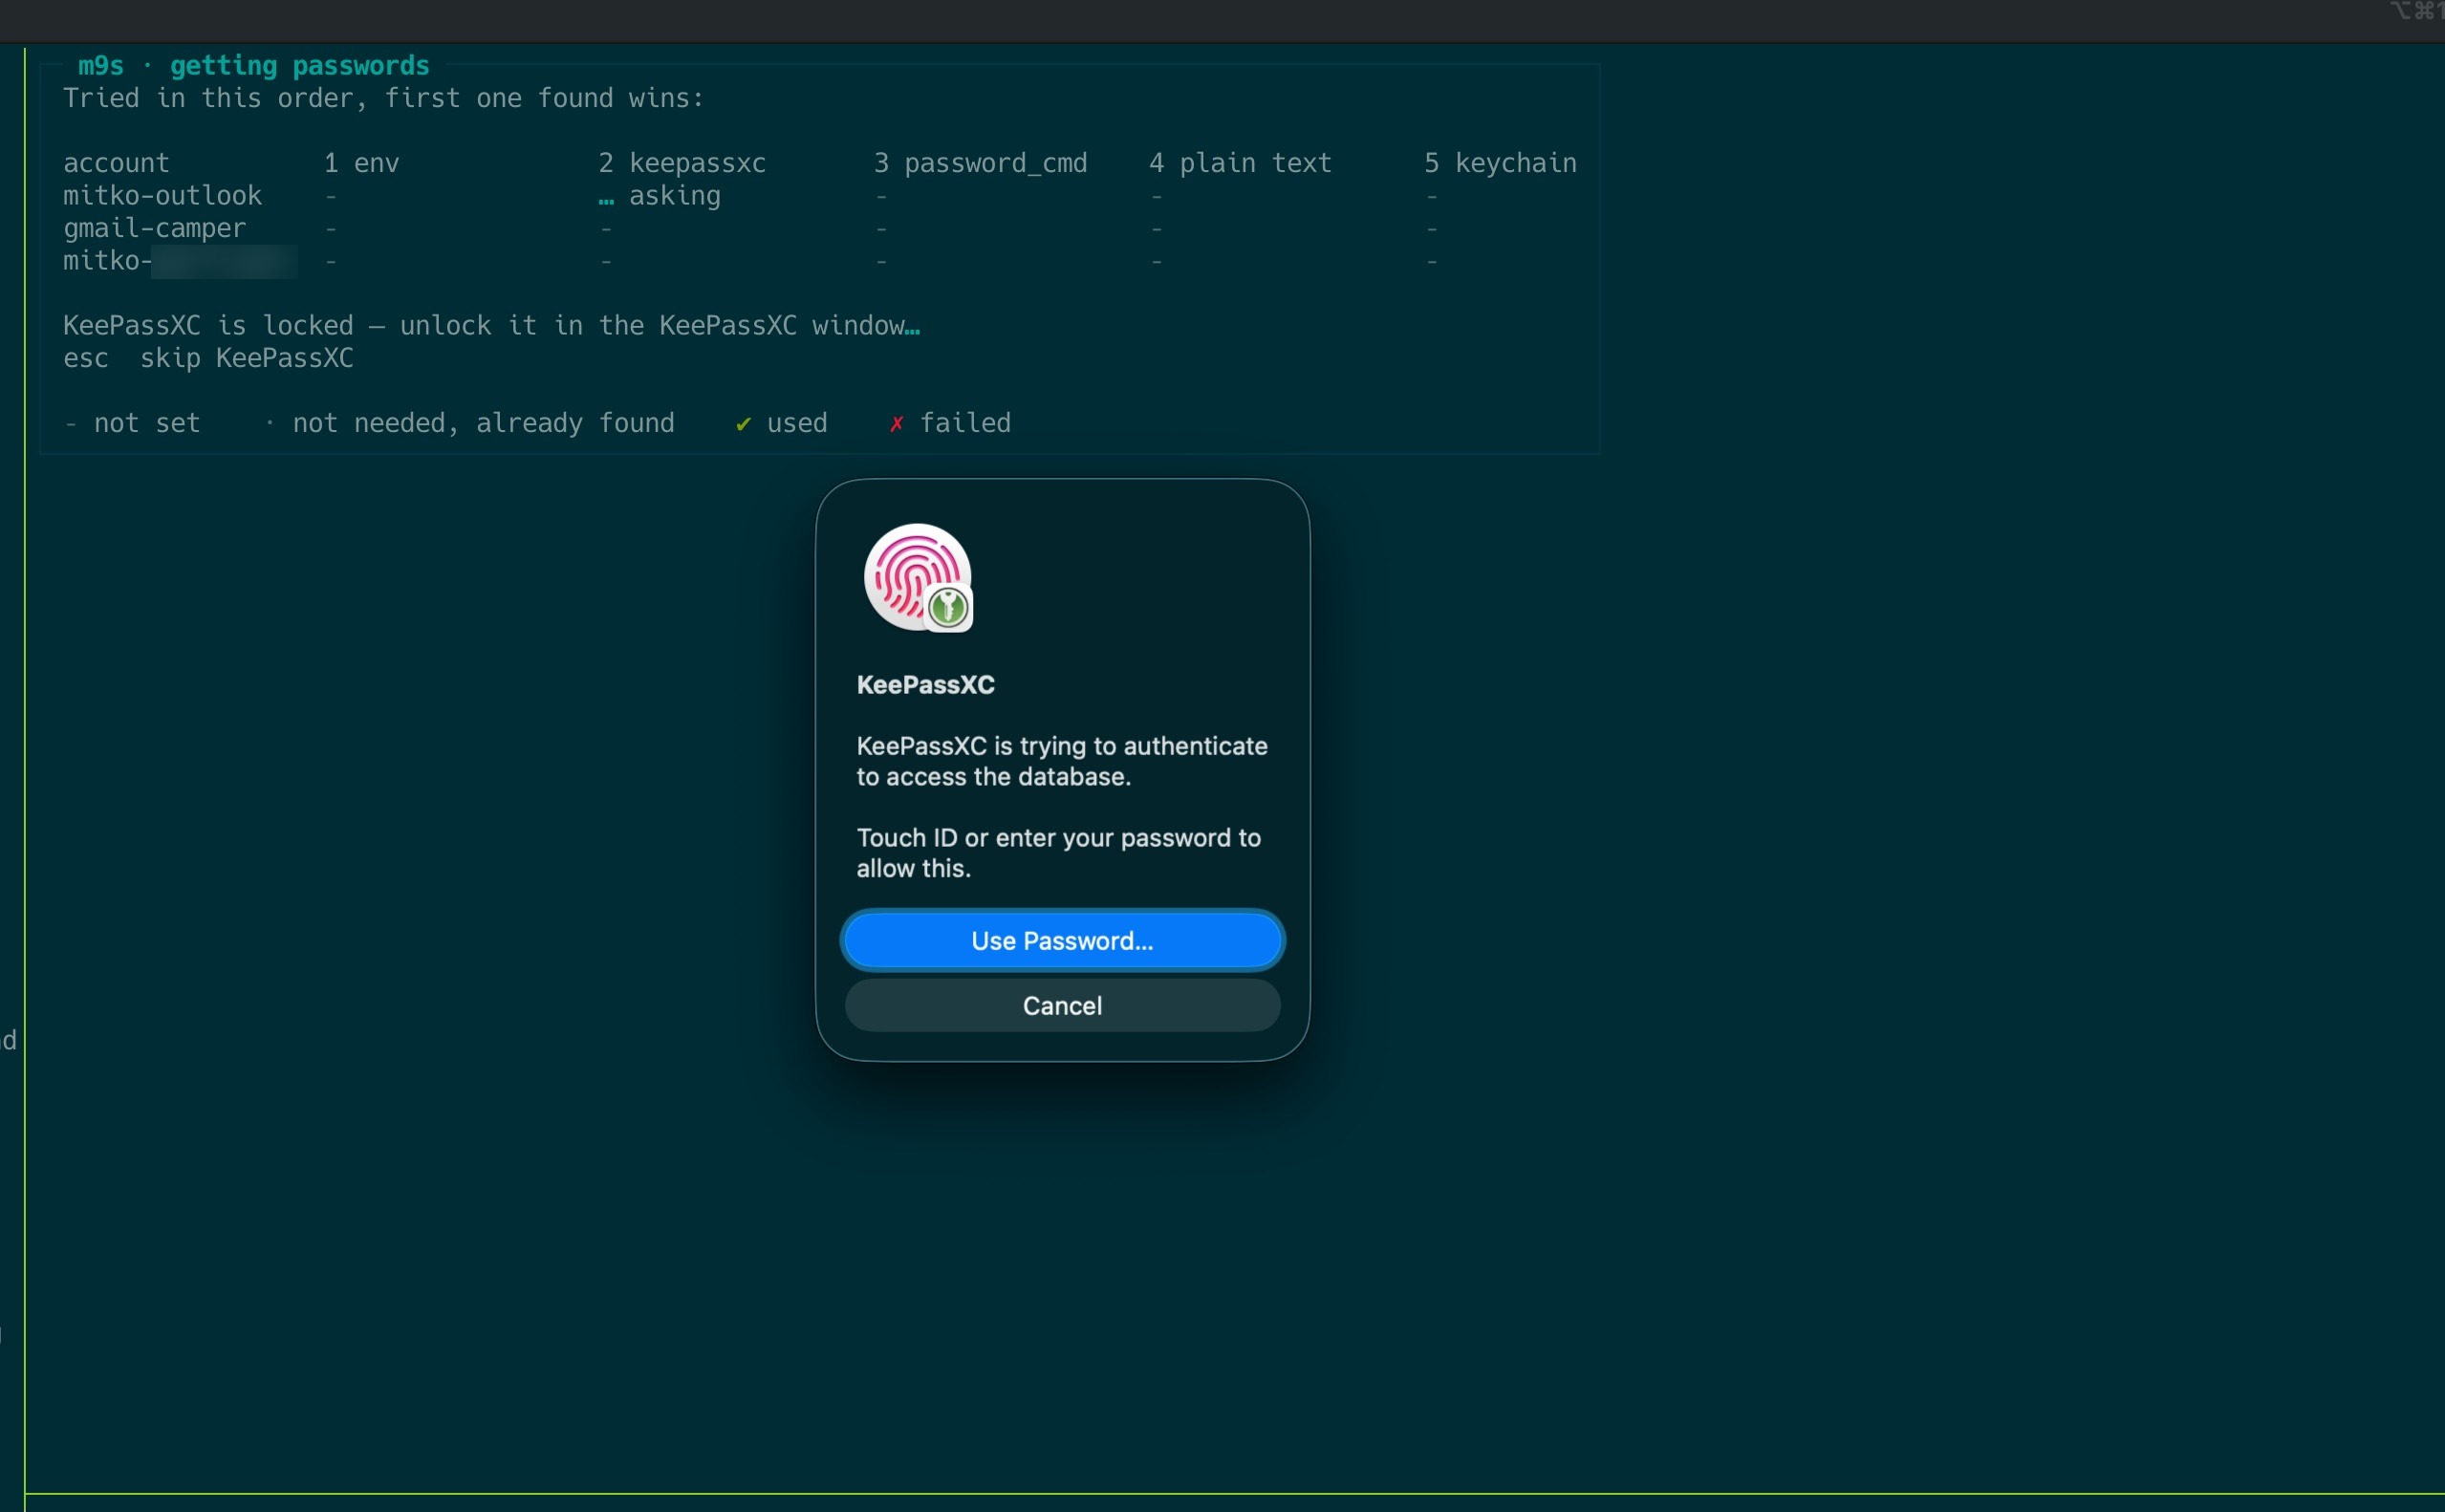 ⌥⌘1
m9s · getting passwords
Tried in this order, first one found wins:
account 1 env 2 keepassxc 3 password_cmd 4 plain text 5 keychain
mitko-outlook - … asking - - -
gmail-camper - - - - -
mitko- - - - - -
KeePassXC is locked – unlock it in the KeePassXC window…
esc skip KeePassXC
- not set · not needed, already found ✔ used ✗ failed
KeePassXC
KeePassXC is trying to authenticate
to access the database.
Touch ID or enter your password to
allow this.
Use Password...
Cancel